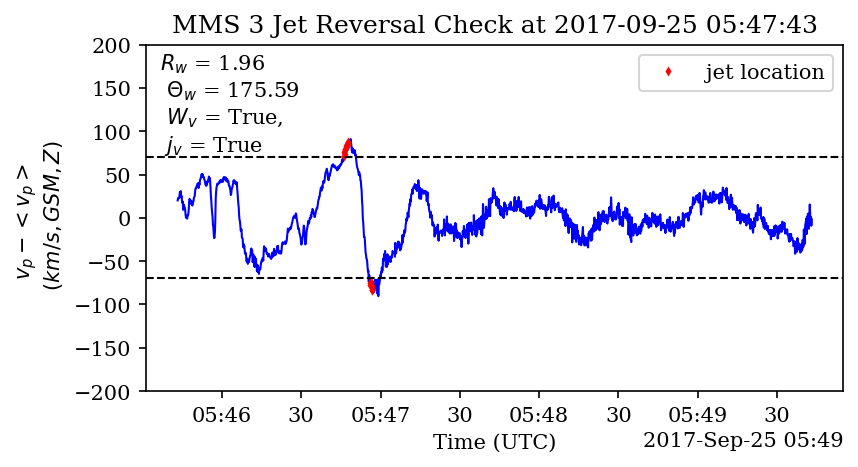 MMS 3 Jet Reversal Check at 2017-09-25 05:47:43
R_w = 1.96
Θ_w = 175.59
W_v = True,
j_v = True
jet location
v_p − < v_p >
(km/s, GSM, Z)
200
150
100
50
0
−50
−100
−150
−200
05:46 30 05:47 30 05:48 30 05:49 30
Time (UTC)
2017-Sep-25 05:49